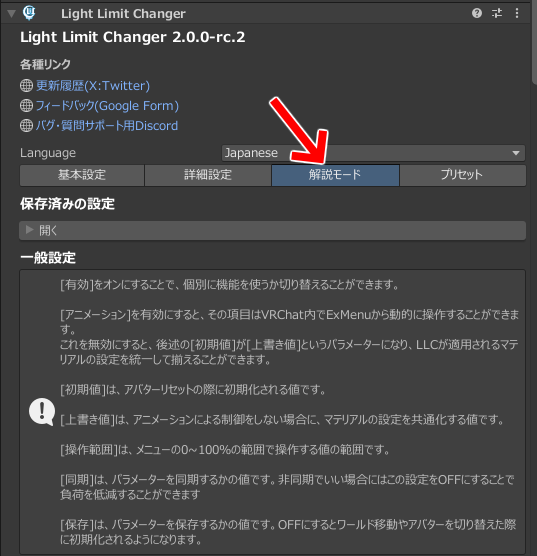 Light Limit Changer
Light Limit Changer 2.0.0-rc.2
各種リンク
更新履歴(X:Twitter)
フィードバック(Google Form)
バグ・質問サポート用Discord
Language
Japanese
基本設定
詳細設定
解説モード
プリセット
保存済みの設定
開く
一般設定
[有効]をオンにすることで、個別に機能を使うか切り替えることができます。
[アニメーション]を有効にすると、その項目はVRChat内でExMenuから動的に操作することができま
す。
これを無効にすると、後述の[初期値]が[上書き値]というパラメーターになり、LLCが適用されるマテ
リアルの設定を統一して揃えることができます。
[初期値]は、アバターリセットの際に初期化される値です。
[上書き値]は、アニメーションによる制御をしない場合に、マテリアルの設定を共通化する値です。
[操作範囲]は、メニューの0~100%の範囲で操作する値の範囲です。
[同期]は、パラメーターを同期するかの値です。非同期でいい場合にはこの設定をOFFにすることで
負荷を低減することができます
[保存]は、パラメーターを保存するかの値です。OFFにするとワールド移動やアバターを切り替えた際
に初期化されるようになります。